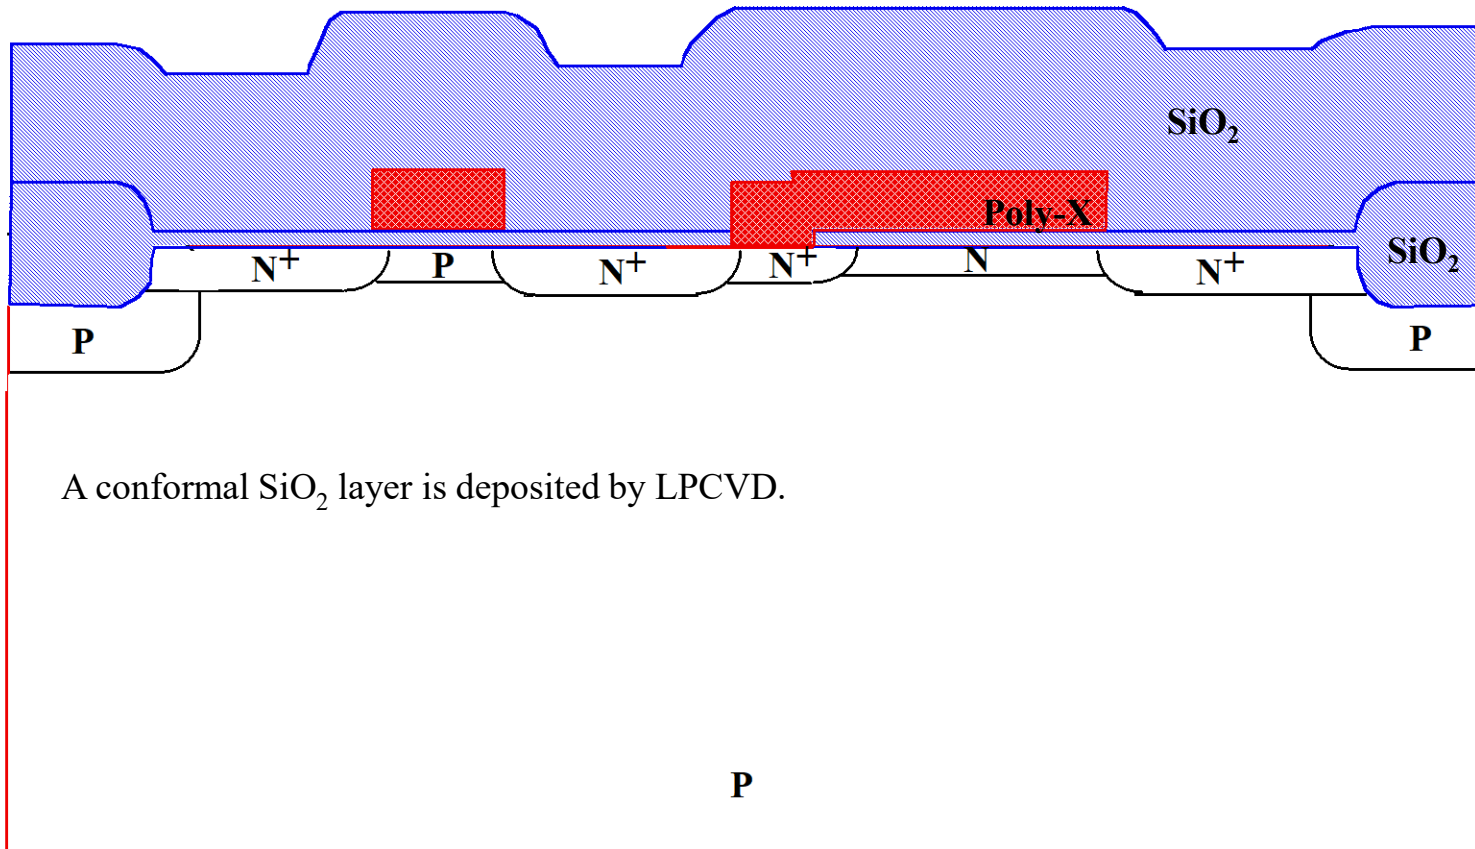 SiO₂
Poly-X
SiO₂
N⁺ P N⁺ N⁺ N N⁺
P P
A conformal SiO₂ layer is deposited by LPCVD.
P